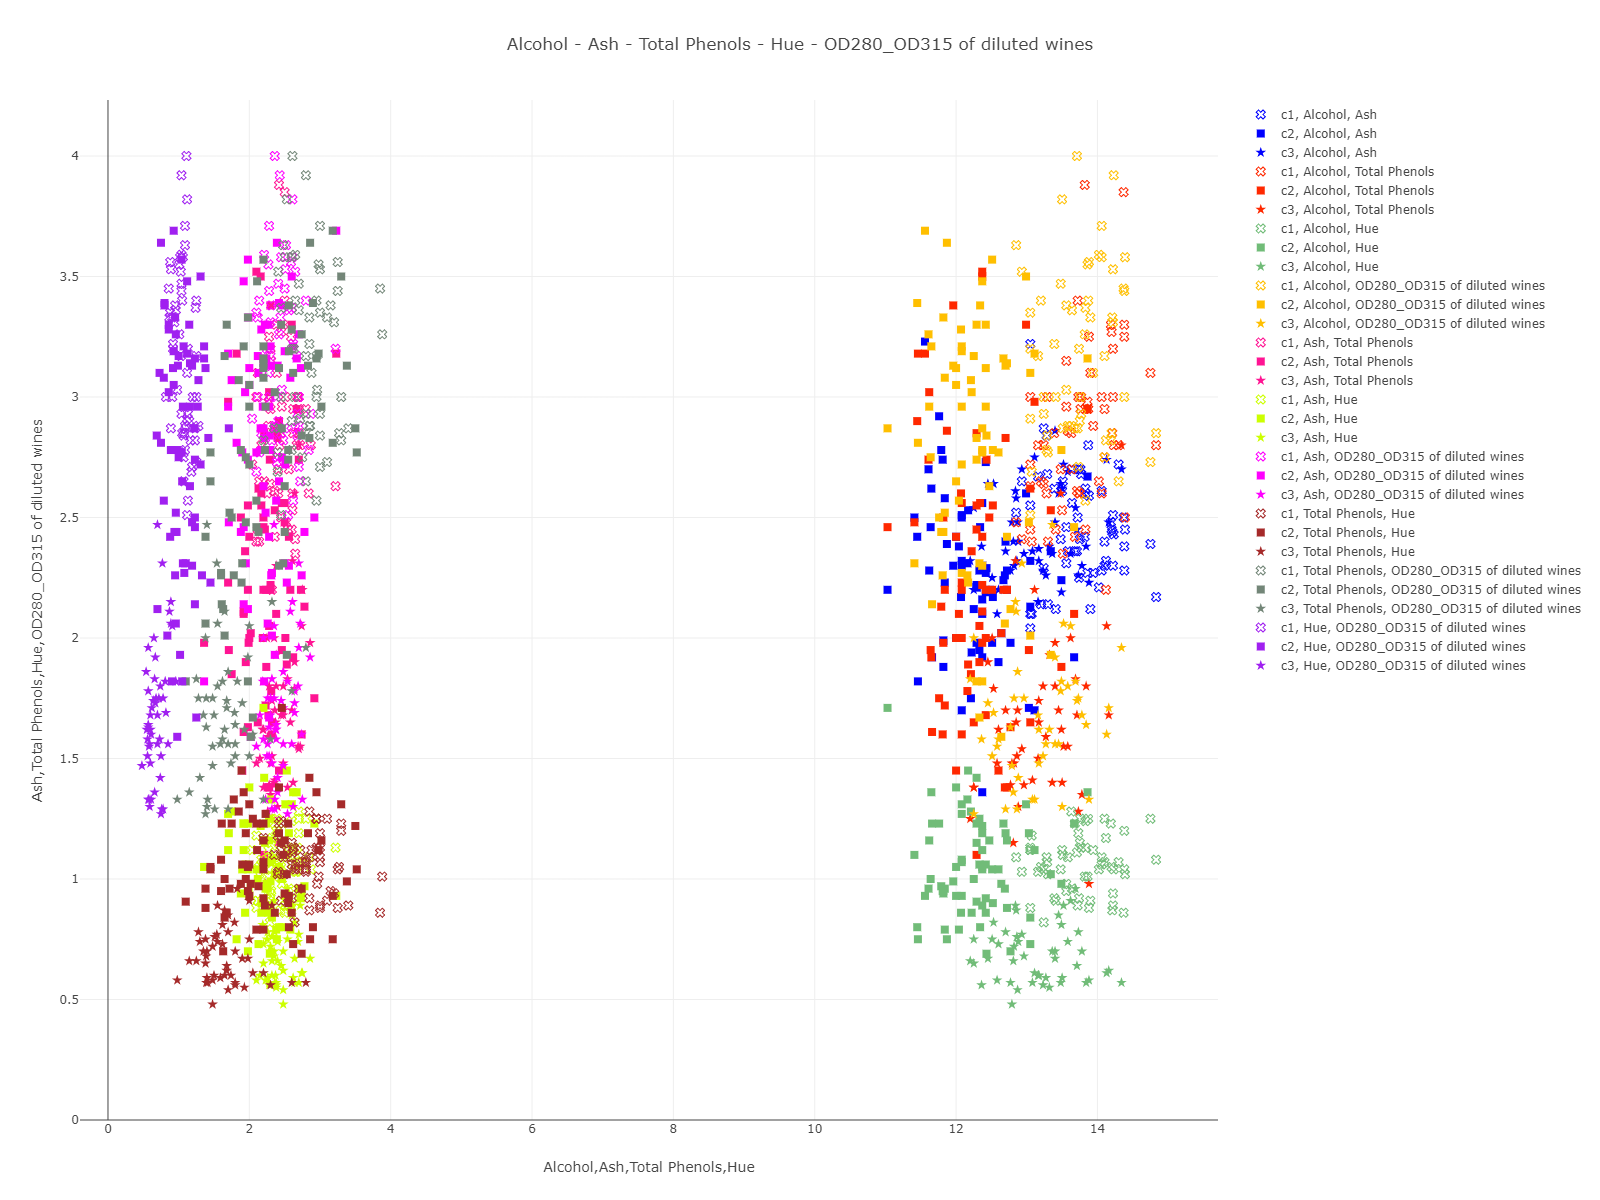 Alcohol - Ash - Total Phenols - Hue - OD280_OD315 of diluted wines
c1, Alcohol, Ash
c2, Alcohol, Ash
c3, Alcohol, Ash
c1, Alcohol, Total Phenols
c2, Alcohol, Total Phenols
c3, Alcohol, Total Phenols
c1, Alcohol, Hue
c2, Alcohol, Hue
c3, Alcohol, Hue
c1, Alcohol, OD280_OD315 of diluted wines
c2, Alcohol, OD280_OD315 of diluted wines
c3, Alcohol, OD280_OD315 of diluted wines
c1, Ash, Total Phenols
c2, Ash, Total Phenols
c3, Ash, Total Phenols
c1, Ash, Hue
c2, Ash, Hue
c3, Ash, Hue
c1, Ash, OD280_OD315 of diluted wines
c2, Ash, OD280_OD315 of diluted wines
c3, Ash, OD280_OD315 of diluted wines
c1, Total Phenols, Hue
c2, Total Phenols, Hue
c3, Total Phenols, Hue
c1, Total Phenols, OD280_OD315 of diluted wines
c2, Total Phenols, OD280_OD315 of diluted wines
c3, Total Phenols, OD280_OD315 of diluted wines
c1, Hue, OD280_OD315 of diluted wines
c2, Hue, OD280_OD315 of diluted wines
c3, Hue, OD280_OD315 of diluted wines
Ash,Total Phenols,Hue,OD280_OD315 of diluted wines
4
3.5
3
2.5
2
1.5
1
0.5
0
0 2 4 6 8 10 12 14
Alcohol,Ash,Total Phenols,Hue